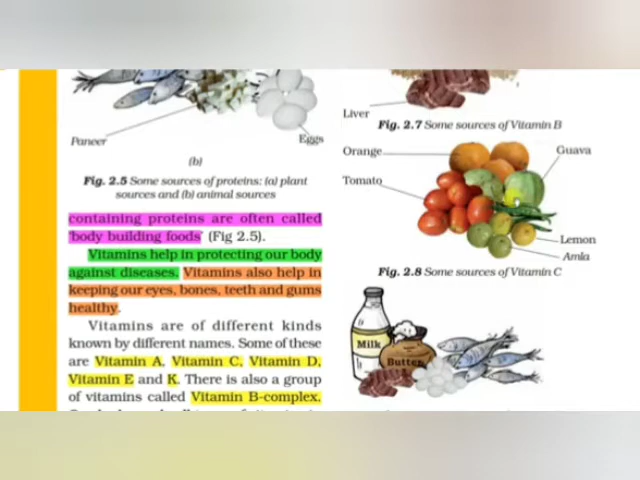 Paneer
Eggs
(b)
Fig. 2.5 Some sources of proteins: (a) plant
sources and (b) animal sources
containing proteins are often called
'body building foods' (Fig 2.5).
Vitamins help in protecting our body
against diseases. Vitamins also help in
keeping our eyes, bones, teeth and gums
healthy.
Vitamins are of different kinds
known by different names. Some of these
are Vitamin A, Vitamin C, Vitamin D,
Vitamin E and K. There is also a group
of vitamins called Vitamin B-complex.
Liver
Fig. 2.7 Some sources of Vitamin B
Orange
Guava
Tomato
Lemon
Amla
Fig. 2.8 Some sources of Vitamin C
Milk
Butter